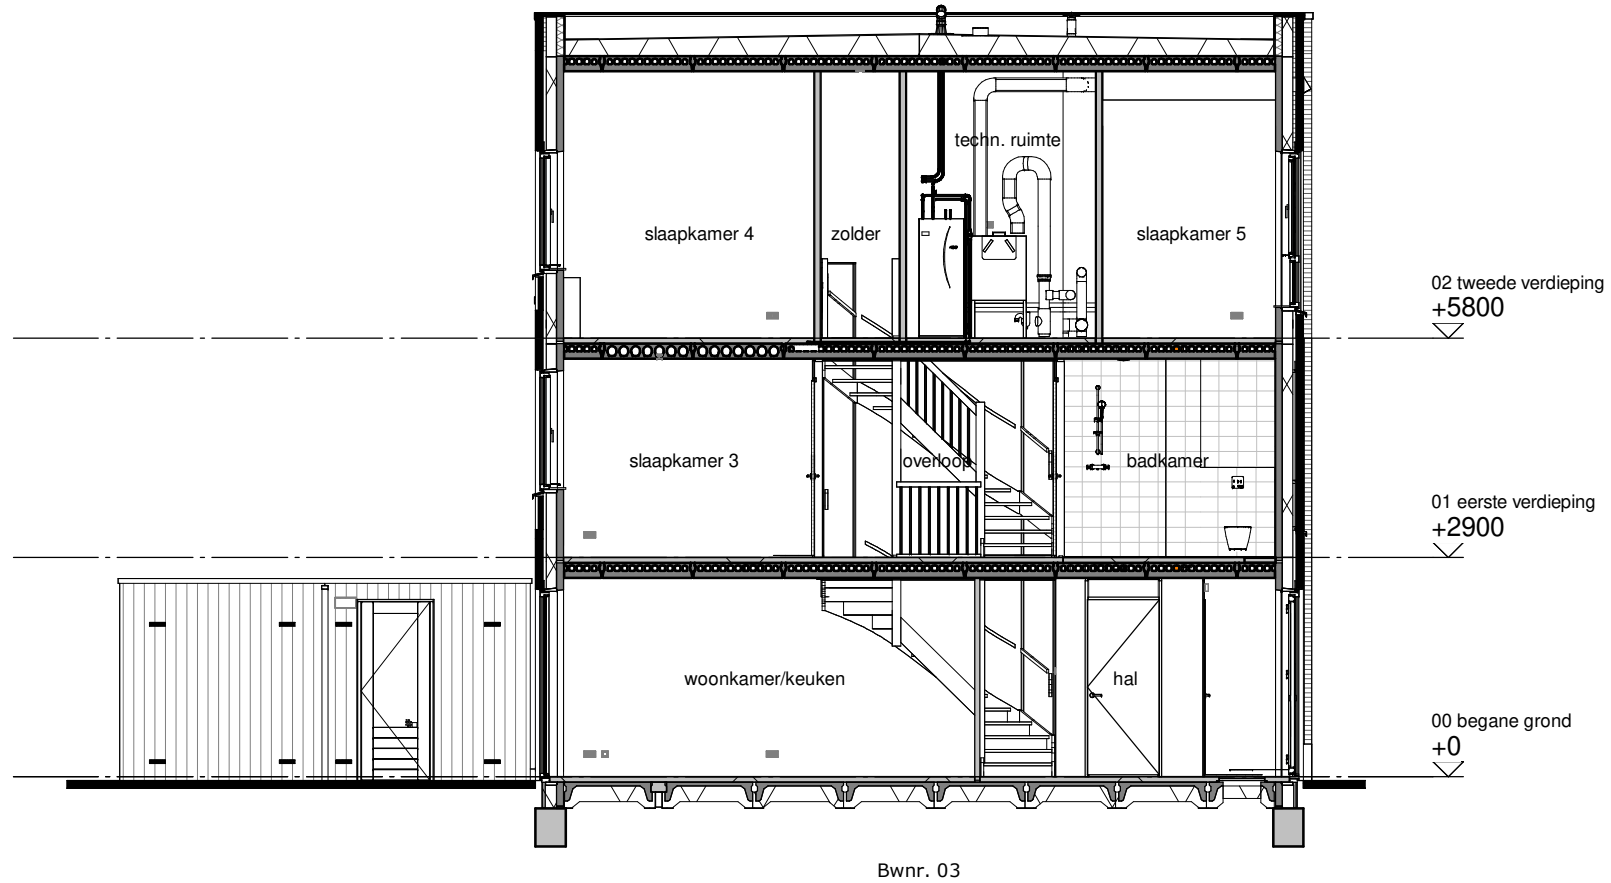 techn. ruimte
slaapkamer 4
zolder
slaapkamer 5
02 tweede verdieping
+5800
slaapkamer 3
overloop
badkamer
01 eerste verdieping
+2900
woonkamer/keuken
hal
00 begane grond
+0
Bwnr. 03